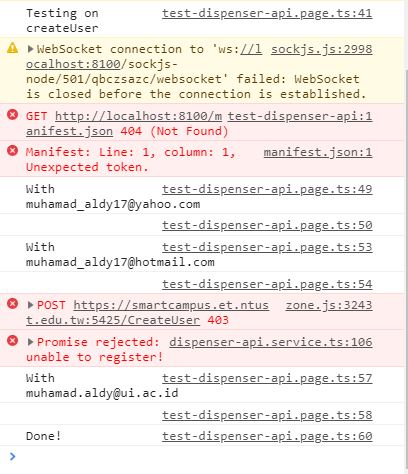 Testing on test-dispenser-api.page.ts:41
createUser
WebSocket connection to 'ws://l sockjs.js:2998
ocalhost:8100/sockjs-
node/501/qbczsazc/websocket' failed: WebSocket
is closed before the connection is established.
GET http://localhost:8100/m test-dispenser-api:1
anifest.json 404 (Not Found)
Manifest: Line: 1, column: 1, manifest.json:1
Unexpected token.
With test-dispenser-api.page.ts:49
muhamad_aldy17@yahoo.com
test-dispenser-api.page.ts:50
With test-dispenser-api.page.ts:53
muhamad_aldy17@hotmail.com
test-dispenser-api.page.ts:54
POST https://smartcampus.et.ntus zone.js:3243
t.edu.tw:5425/CreateUser 403
Promise rejected: dispenser-api.service.ts:106
unable to register!
With test-dispenser-api.page.ts:57
muhamad.aldy@ui.ac.id
test-dispenser-api.page.ts:58
Done! test-dispenser-api.page.ts:60